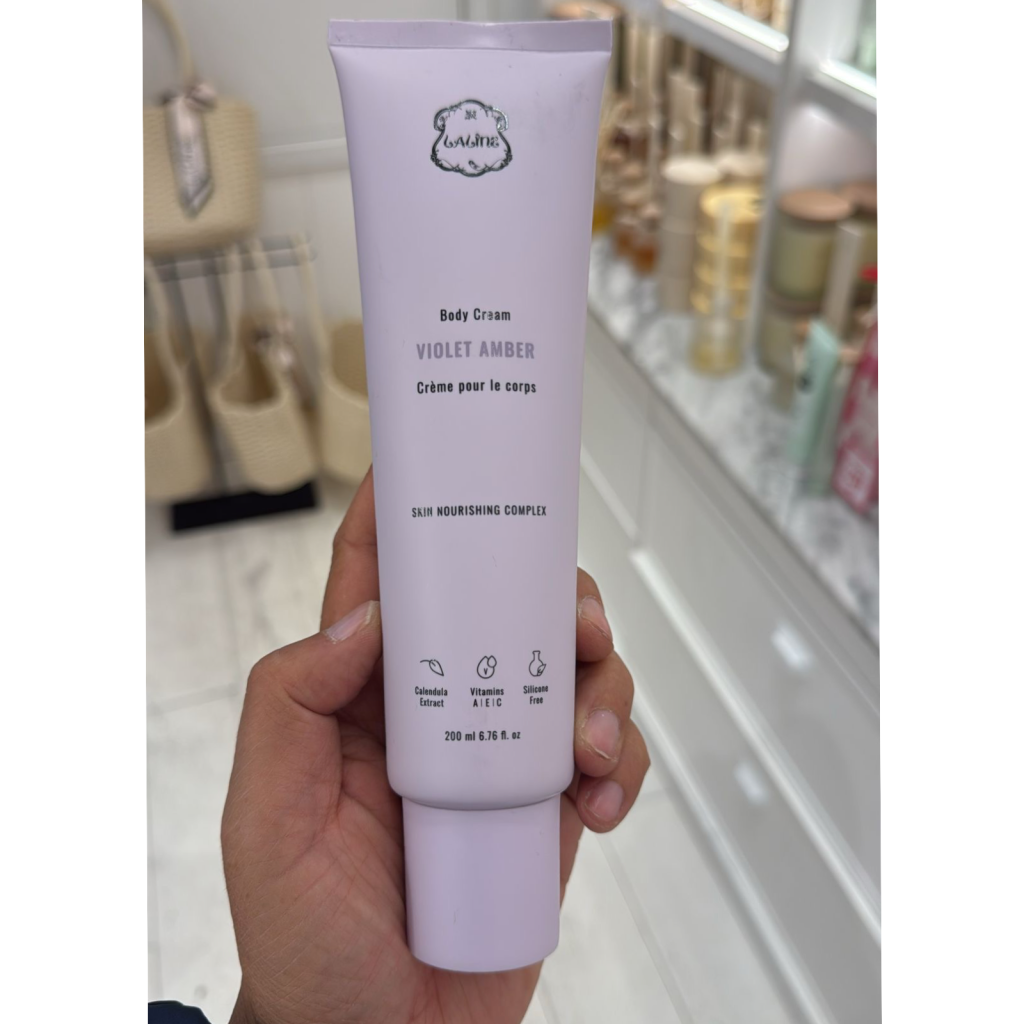 LALINE
Body Cream
VIOLET AMBER
Crème pour le corps
SKIN NOURISHING COMPLEX
Calendula Extract
Vitamins A|E|C
Silicone Free
200 ml 6.76 fl. oz